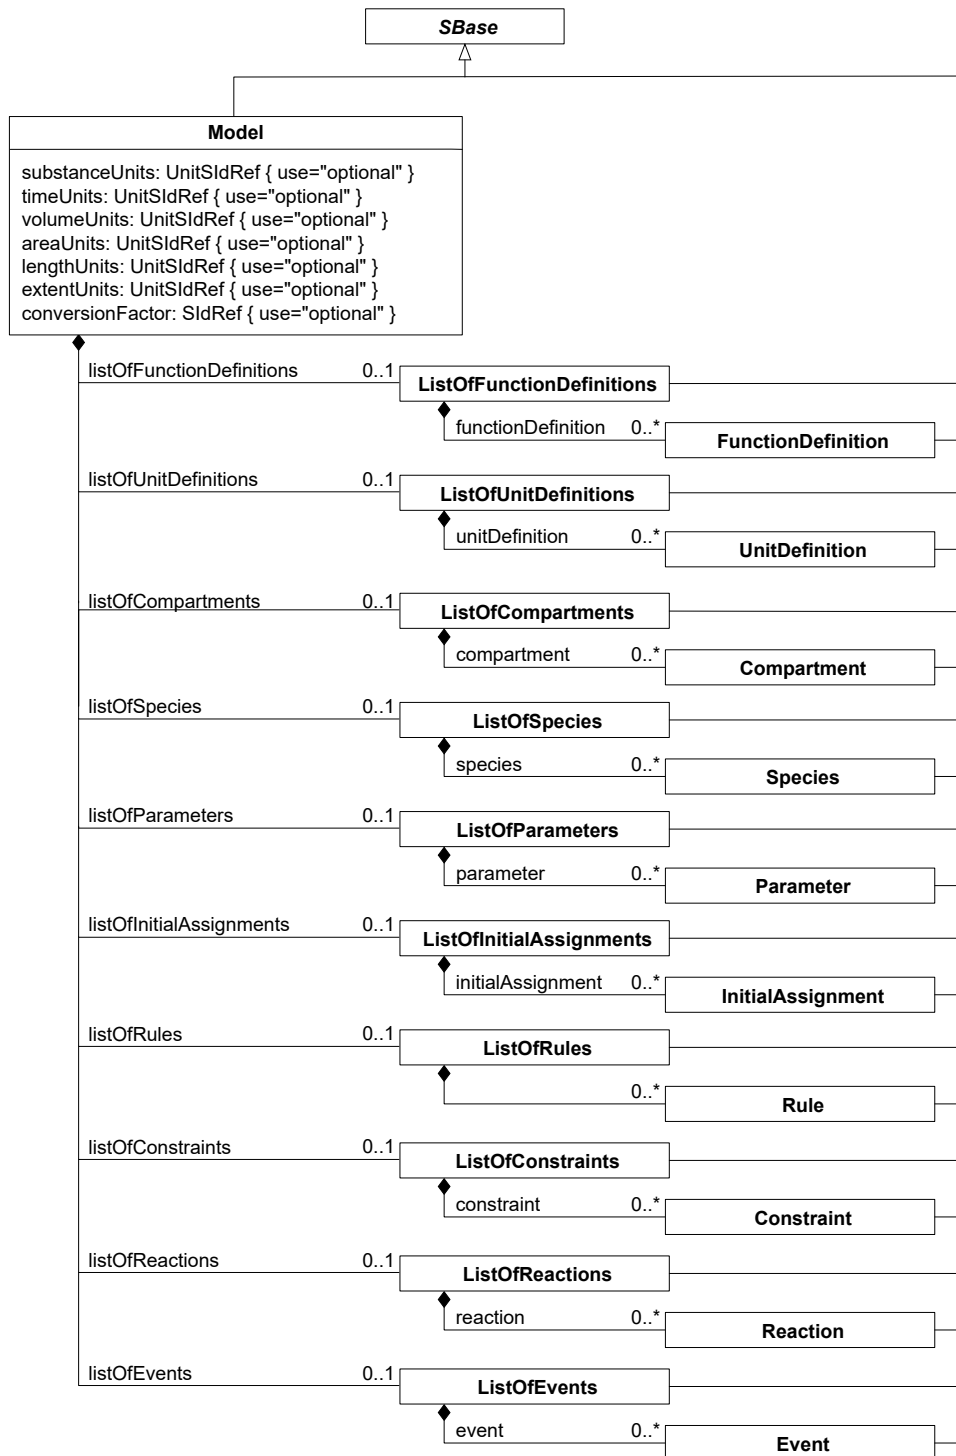 SBase
Model
substanceUnits: UnitSIdRef { use="optional" }
timeUnits: UnitSIdRef { use="optional" }
volumeUnits: UnitSIdRef { use="optional" }
areaUnits: UnitSIdRef { use="optional" }
lengthUnits: UnitSIdRef { use="optional" }
extentUnits: UnitSIdRef { use="optional" }
conversionFactor: SIdRef { use="optional" }
listOfFunctionDefinitions 0..1 ListOfFunctionDefinitions
functionDefinition 0..* FunctionDefinition
listOfUnitDefinitions 0..1 ListOfUnitDefinitions
unitDefinition 0..* UnitDefinition
listOfCompartments 0..1 ListOfCompartments
compartment 0..* Compartment
listOfSpecies 0..1 ListOfSpecies
species 0..* Species
listOfParameters 0..1 ListOfParameters
parameter 0..* Parameter
listOfInitialAssignments 0..1 ListOfInitialAssignments
initialAssignment 0..* InitialAssignment
listOfRules 0..1 ListOfRules
0..* Rule
listOfConstraints 0..1 ListOfConstraints
constraint 0..* Constraint
listOfReactions 0..1 ListOfReactions
reaction 0..* Reaction
listOfEvents 0..1 ListOfEvents
event 0..* Event